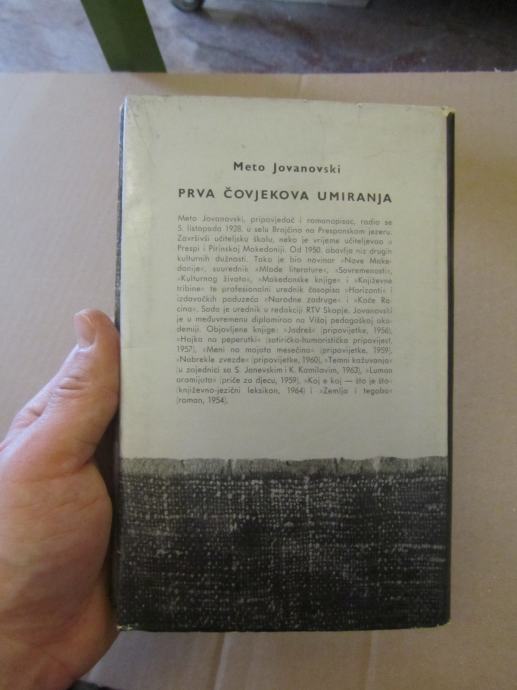 Meto Jovanovski
PRVA ČOVJEKOVA UMIRANJA
Meto Jovanovski, pripovjedač i romanopisac, rodio se
5. listopada 1928. u selu Brajčino na Prespanskom jezeru.
Završivši učiteljsku školu, neko je vrijeme učiteljevao u
Prespi i Pirinskoj Makedoniji. Od 1950. obavlja niz drugih
kulturnih dužnosti. Tako je bio novinar »Nove Make-
donije«, suurednik »Mlade literature«, »Sovremenosti«,
»Kulturnog života«, »Makedonske knjige« i »Književne
tribine« te profesionalni urednik časopisa »Horizonti« i
izdavačkih poduzeća »Narodne zadruge« i »Koče Ra-
cina«. Sada je urednik u redakciji RTV Skopje. Jovanovski
je u međuvremenu diplomirao na Višoj pedagoškoj aka-
demiji. Objavljene knjige: »Jadreš« (pripovijetke, 1956),
»Hajka na peperutki« (satiričko-humoristička pripovijest,
1957), »Meni na mojata mesečina« (pripovijetke, 1959),
»Nabrekle zvezde« (pripovijetke, 1960), »Temni kažuvanja«
(u zajednici sa S. Janevskim i K. Kamilavim, 1963), »Luman
aramijata« (priče za djecu, 1959), »Koj e koj — što je što«
književno-jezični leksikon, 1964) i »Zemlja i tegoba«
(roman, 1954).